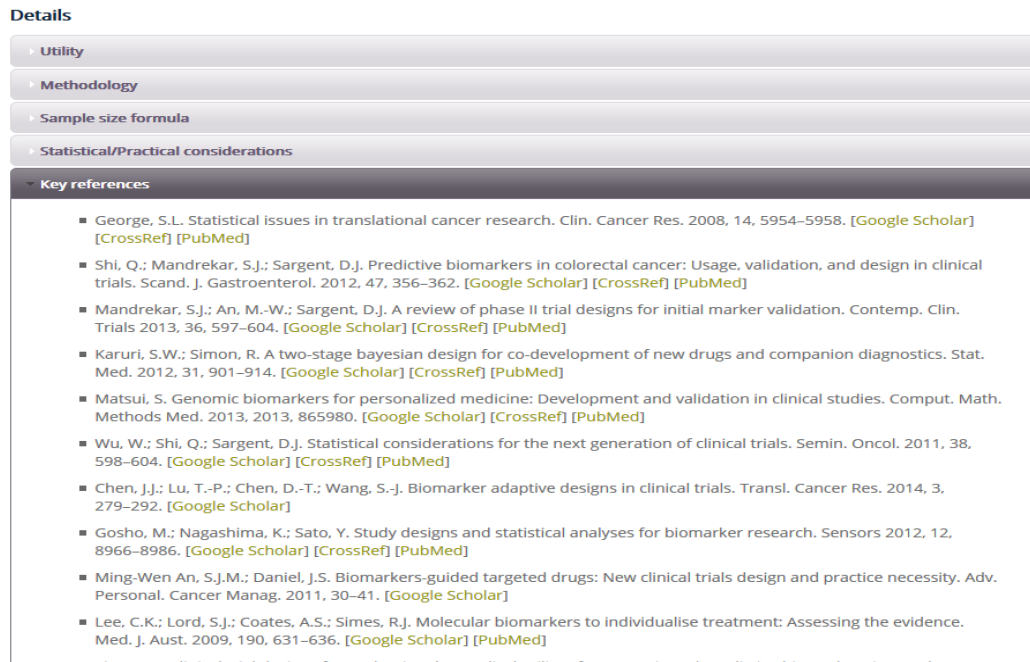 Details
Utility
Methodology
Sample size formula
Statistical/Practical considerations
Key references
George, S.L. Statistical issues in translational cancer research. Clin. Cancer Res. 2008, 14, 5954–5958. [Google Scholar]
[CrossRef] [PubMed]
Shi, Q.; Mandrekar, S.J.; Sargent, D.J. Predictive biomarkers in colorectal cancer: Usage, validation, and design in clinical
trials. Scand. J. Gastroenterol. 2012, 47, 356–362. [Google Scholar] [CrossRef] [PubMed]
Mandrekar, S.J.; An, M.-W.; Sargent, D.J. A review of phase II trial designs for initial marker validation. Contemp. Clin.
Trials 2013, 36, 597–604. [Google Scholar] [CrossRef] [PubMed]
Karuri, S.W.; Simon, R. A two-stage bayesian design for co-development of new drugs and companion diagnostics. Stat.
Med. 2012, 31, 901–914. [Google Scholar] [CrossRef] [PubMed]
Matsui, S. Genomic biomarkers for personalized medicine: Development and validation in clinical studies. Comput. Math.
Methods Med. 2013, 2013, 865980. [Google Scholar] [CrossRef] [PubMed]
Wu, W.; Shi, Q.; Sargent, D.J. Statistical considerations for the next generation of clinical trials. Semin. Oncol. 2011, 38,
598–604. [Google Scholar] [CrossRef] [PubMed]
Chen, J.J.; Lu, T.-P.; Chen, D.-T.; Wang, S.-J. Biomarker adaptive designs in clinical trials. Transl. Cancer Res. 2014, 3,
279–292. [Google Scholar]
Gosho, M.; Nagashima, K.; Sato, Y. Study designs and statistical analyses for biomarker research. Sensors 2012, 12,
8966–8986. [Google Scholar] [CrossRef] [PubMed]
Ming-Wen An, S.J.M.; Daniel, J.S. Biomarkers-guided targeted drugs: New clinical trials design and practice necessity. Adv.
Personal. Cancer Manag. 2011, 30–41. [Google Scholar]
Lee, C.K.; Lord, S.J.; Coates, A.S.; Simes, R.J. Molecular biomarkers to individualise treatment: Assessing the evidence.
Med. J. Aust. 2009, 190, 631–636. [Google Scholar] [PubMed]